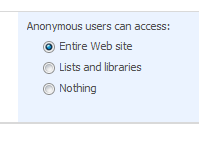 Anonymous users can access:
Entire Web site
Lists and libraries
Nothing